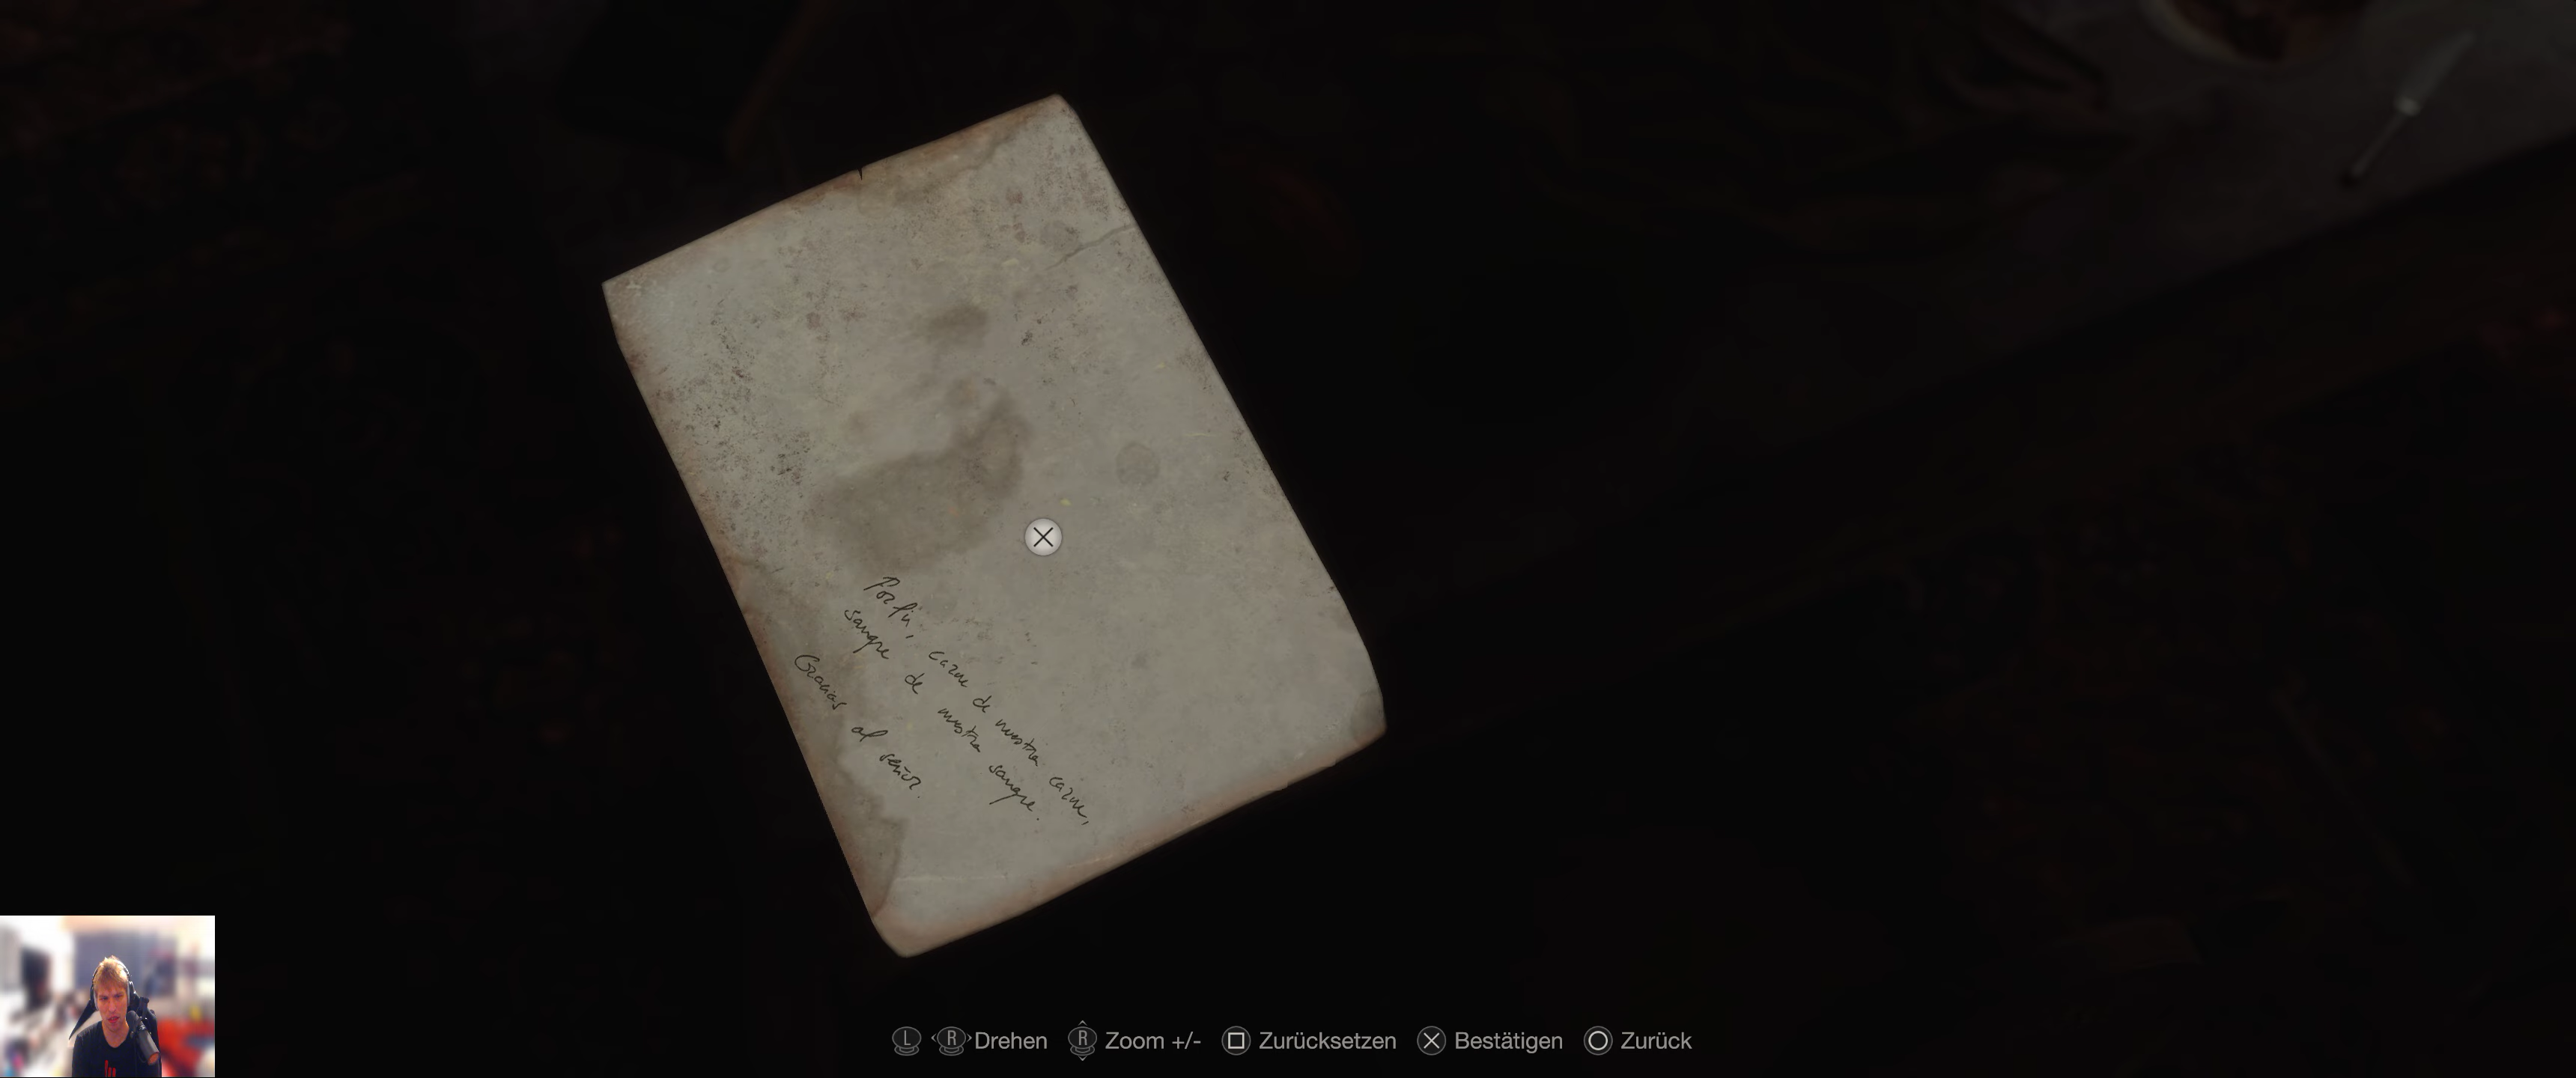 Por fin, carne de nuestra carne,
sangre de nuestra sangre.
Gracias al señor.
L R Drehen R Zoom +/- Zurücksetzen Bestätigen Zurück